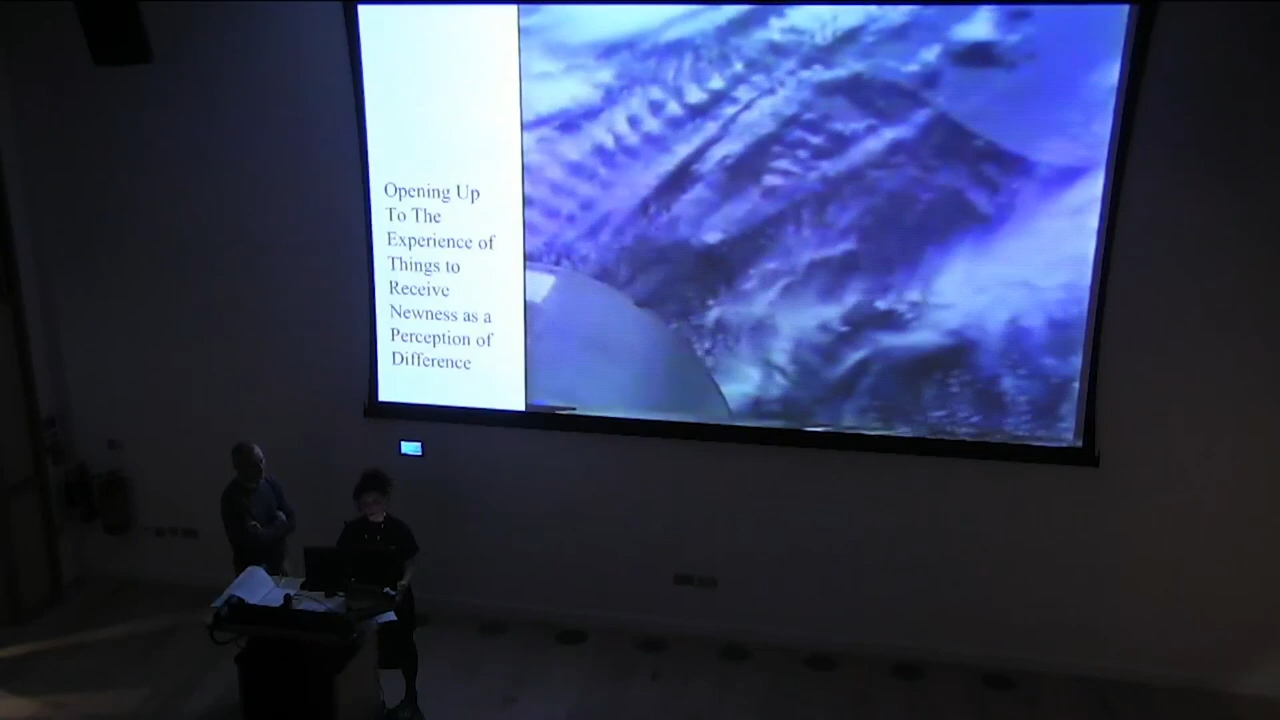 Opening Up
To The
Experience of
Things to
Receive
Newness as a
Perception of
Difference